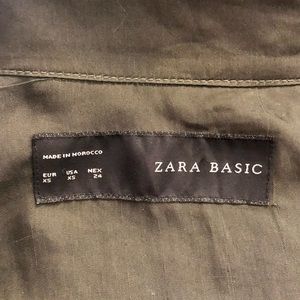 MADE IN MOROCCO
ZARA BASIC
EUR USA MEX
XS XS 24